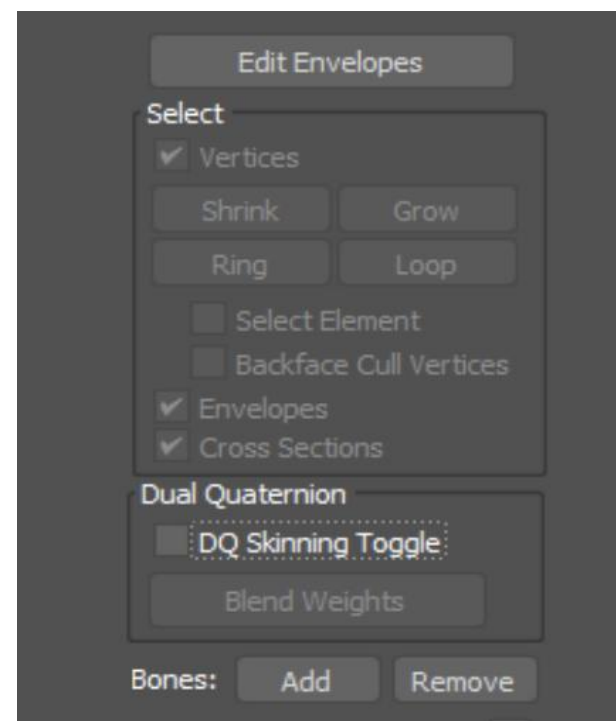 Edit Envelopes
Select
Vertices
Shrink Grow
Ring Loop
Select Element
Backface Cull Vertices
Envelopes
Cross Sections
Dual Quaternion
DQ Skinning Toggle
Blend Weights
Bones: Add Remove